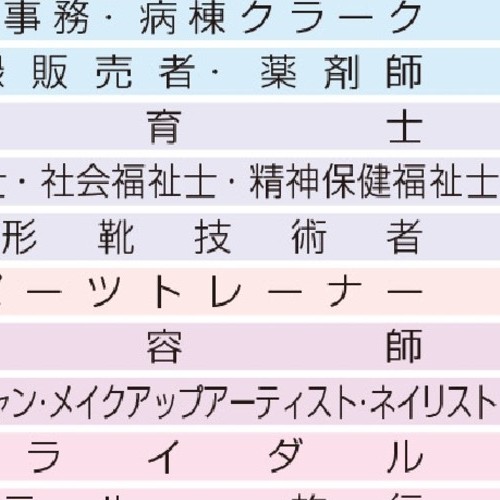 事務・病棟クラーク
販売者・薬剤師
育士
・社会福祉士・精神保健福祉士
形靴技術者
ーツトレーナー
容師
ャン・メイクアップアーティスト・ネイリスト
ライダル